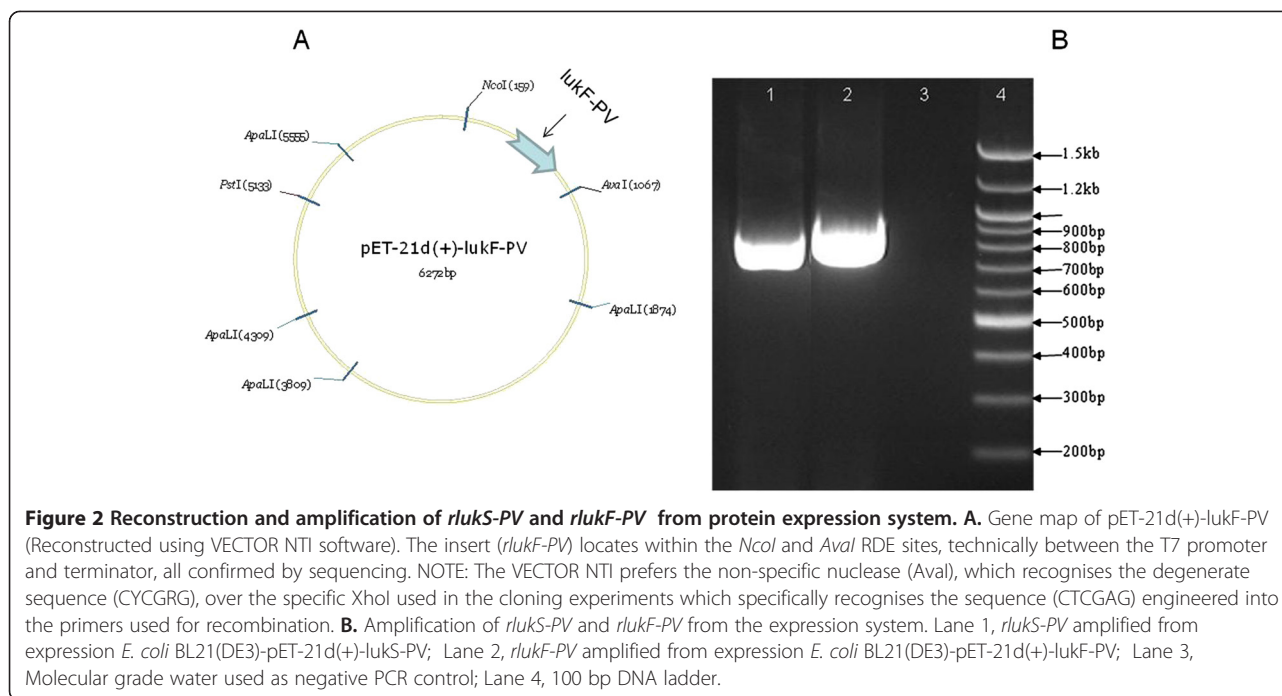 A
B
NcoI (159)
lukF-PV
ApaLI (5555)
PstI (5133)
AvaI (1067)
pET-21d(+)-lukF-PV
6272bp
ApaLI (1874)
ApaLI (4309)
ApaLI (3809)
1 2 3 4
1.5kb
1.2kb
900bp
800bp
700bp
600bp
500bp
400bp
300bp
200bp
Figure 2 Reconstruction and amplification of rlukS-PV and rlukF-PV from protein expression system. A. Gene map of pET-21d(+)-lukF-PV
(Reconstructed using VECTOR NTI software). The insert (rlukF-PV) locates within the NcoI and AvaI RDE sites, technically between the T7 promoter
and terminator, all confirmed by sequencing. NOTE: The VECTOR NTI prefers the non-specific nuclease (AvaI), which recognises the degenerate
sequence (CYCGRG), over the specific XhoI used in the cloning experiments which specifically recognises the sequence (CTCGAG) engineered into
the primers used for recombination. B. Amplification of rlukS-PV and rlukF-PV from the expression system. Lane 1, rlukS-PV amplified from
expression E. coli BL21(DE3)-pET-21d(+)-lukS-PV; Lane 2, rlukF-PV amplified from expression E. coli BL21(DE3)-pET-21d(+)-lukF-PV; Lane 3,
Molecular grade water used as negative PCR control; Lane 4, 100 bp DNA ladder.